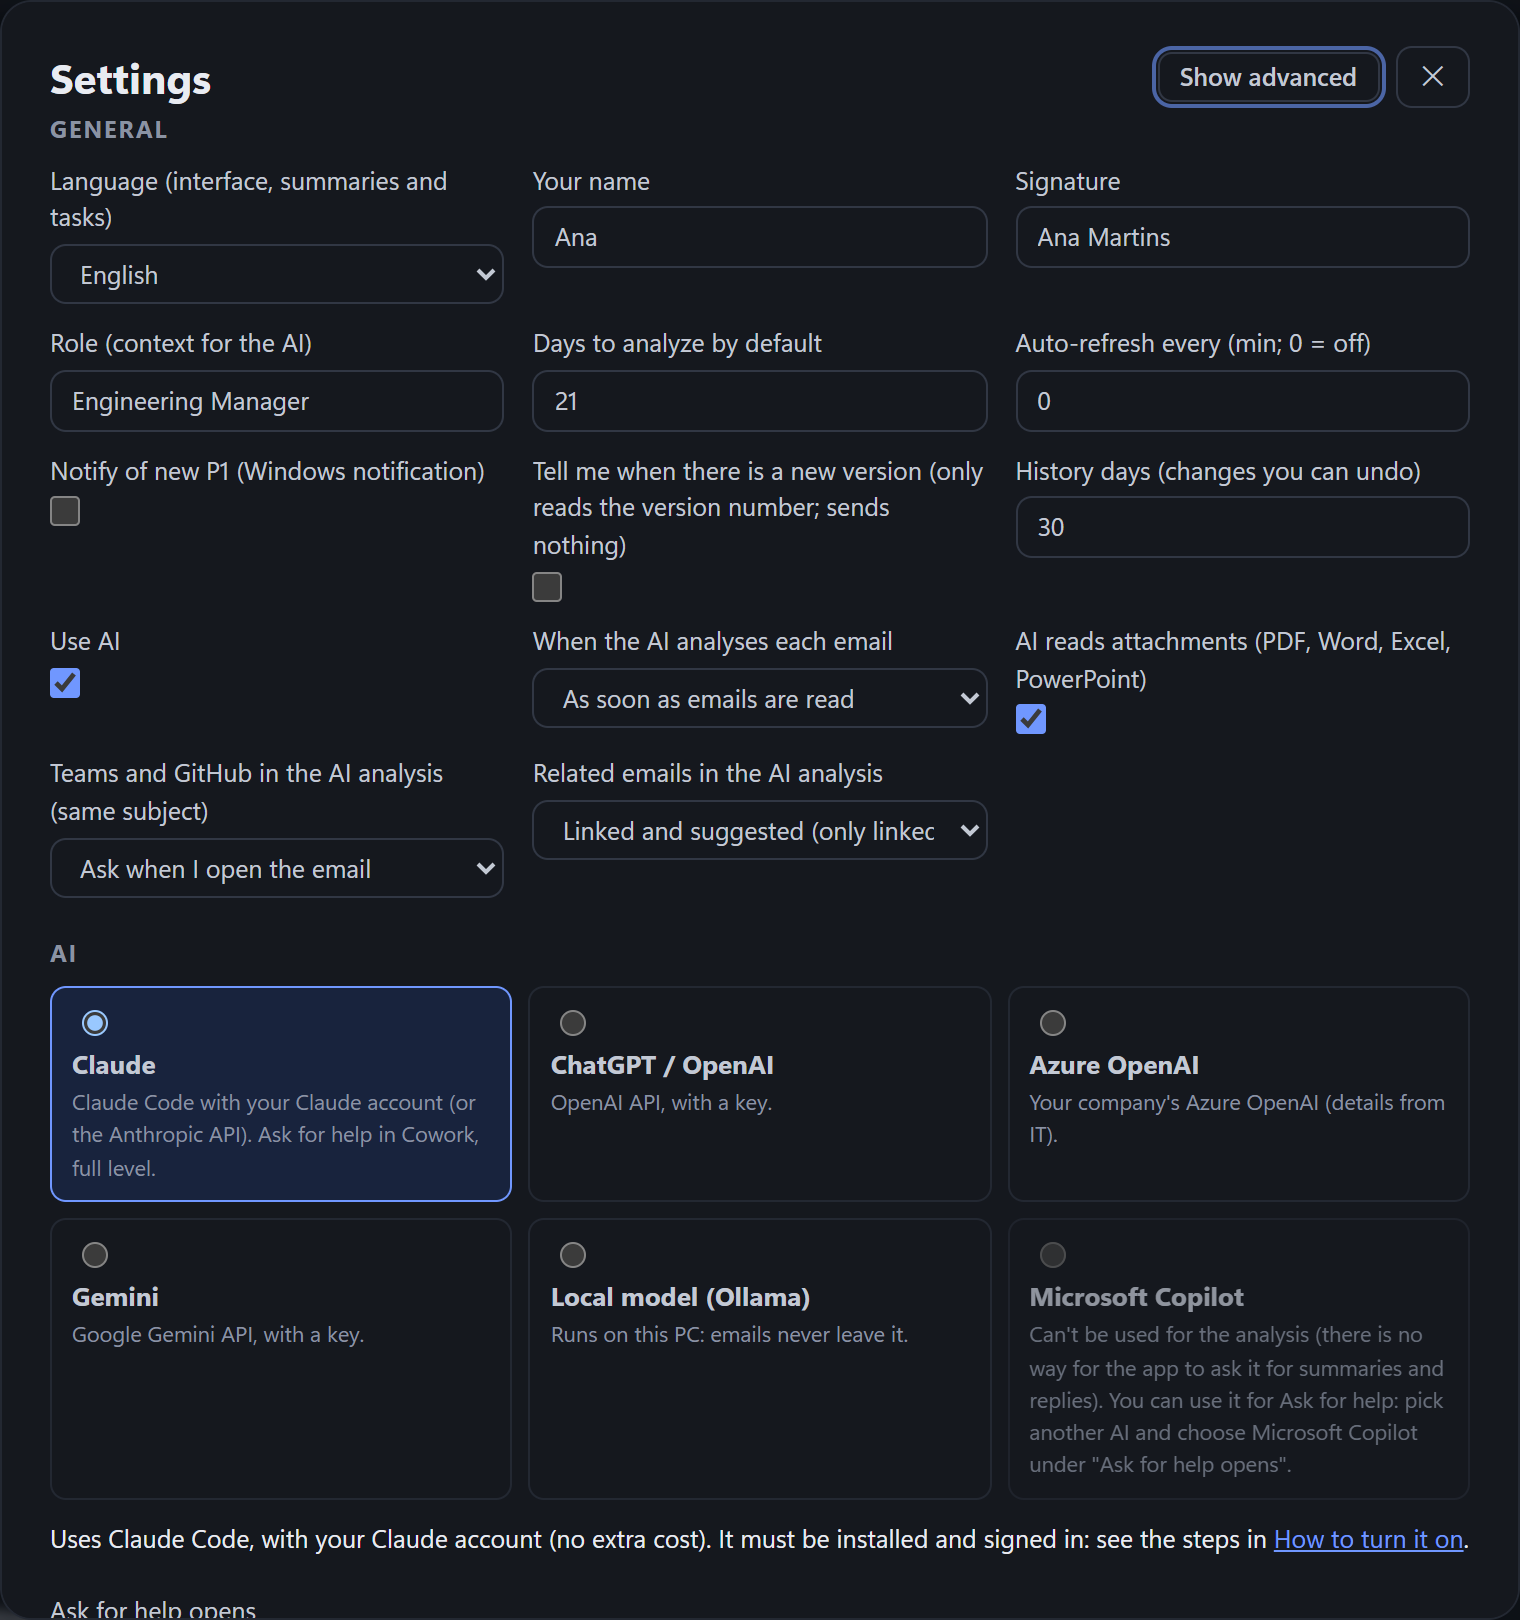 Settings
Show advanced
GENERAL
Language (interface, summaries and
tasks)
English
Your name
Ana
Signature
Ana Martins
Role (context for the AI)
Engineering Manager
Days to analyze by default
21
Auto-refresh every (min; 0 = off)
0
Notify of new P1 (Windows notification)
Tell me when there is a new version (only
reads the version number; sends
nothing)
History days (changes you can undo)
30
Use AI
When the AI analyses each email
As soon as emails are read
AI reads attachments (PDF, Word, Excel,
PowerPoint)
Teams and GitHub in the AI analysis
(same subject)
Ask when I open the email
Related emails in the AI analysis
Linked and suggested (only linked
AI
Claude
Claude Code with your Claude account (or
the Anthropic API). Ask for help in Cowork,
full level.
ChatGPT / OpenAI
OpenAI API, with a key.
Azure OpenAI
Your company's Azure OpenAI (details from
IT).
Gemini
Google Gemini API, with a key.
Local model (Ollama)
Runs on this PC: emails never leave it.
Microsoft Copilot
Can't be used for the analysis (there is no
way for the app to ask it for summaries and
replies). You can use it for Ask for help: pick
another AI and choose Microsoft Copilot
under "Ask for help opens".
Uses Claude Code, with your Claude account (no extra cost). It must be installed and signed in: see the steps in How to turn it on.
Ask for help opens